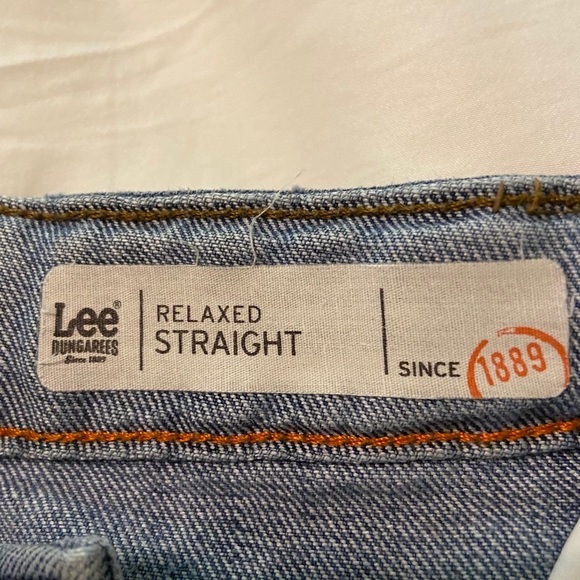 Lee®
DUNGAREES
Since 1889
RELAXED
STRAIGHT
SINCE 1889